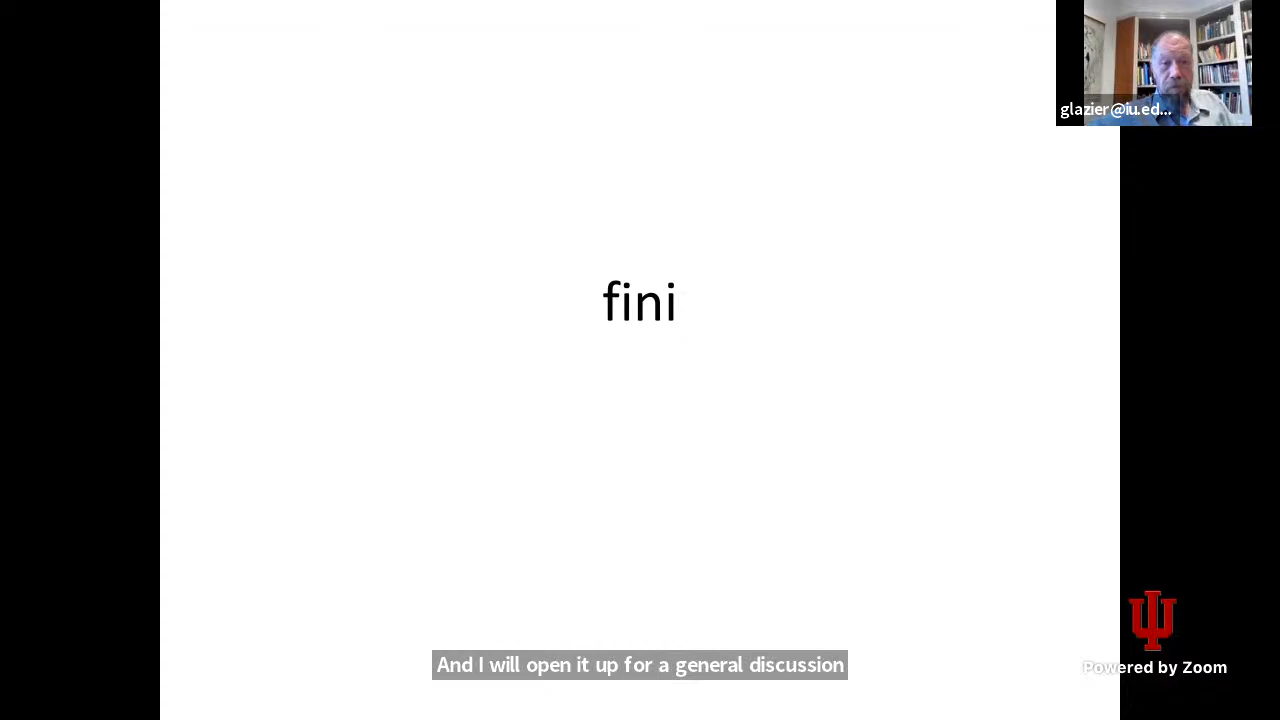 glazier@iu.ed...
fini
And I will open it up for a general discussion
Powered by Zoom